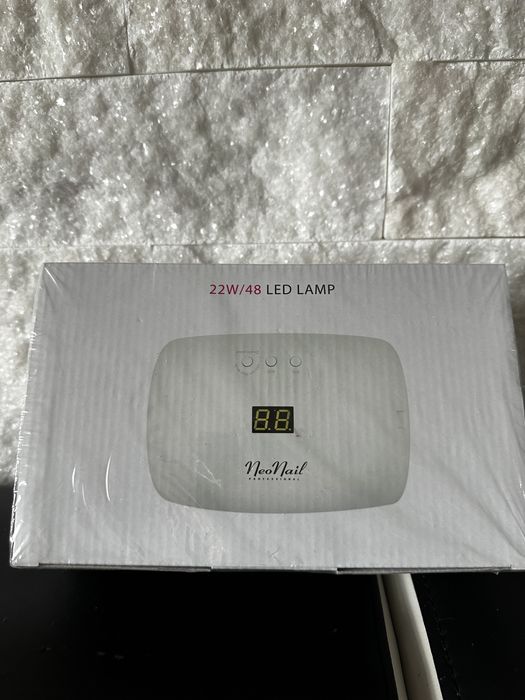 22W/48 LED LAMP
88
NeoNail
PROFESSIONAL